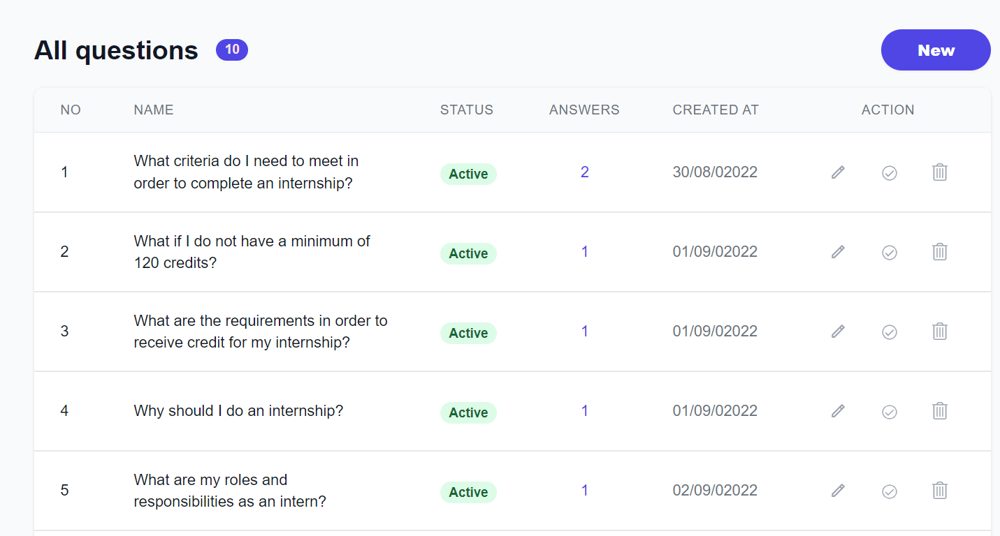 All questions 10 New
NO NAME STATUS ANSWERS CREATED AT ACTION
1 What criteria do I need to meet in
order to complete an internship? Active 2 30/08/02022
2 What if I do not have a minimum of
120 credits? Active 1 01/09/02022
3 What are the requirements in order to
receive credit for my internship? Active 1 01/09/02022
4 Why should I do an internship? Active 1 01/09/02022
5 What are my roles and
responsibilities as an intern? Active 1 02/09/02022